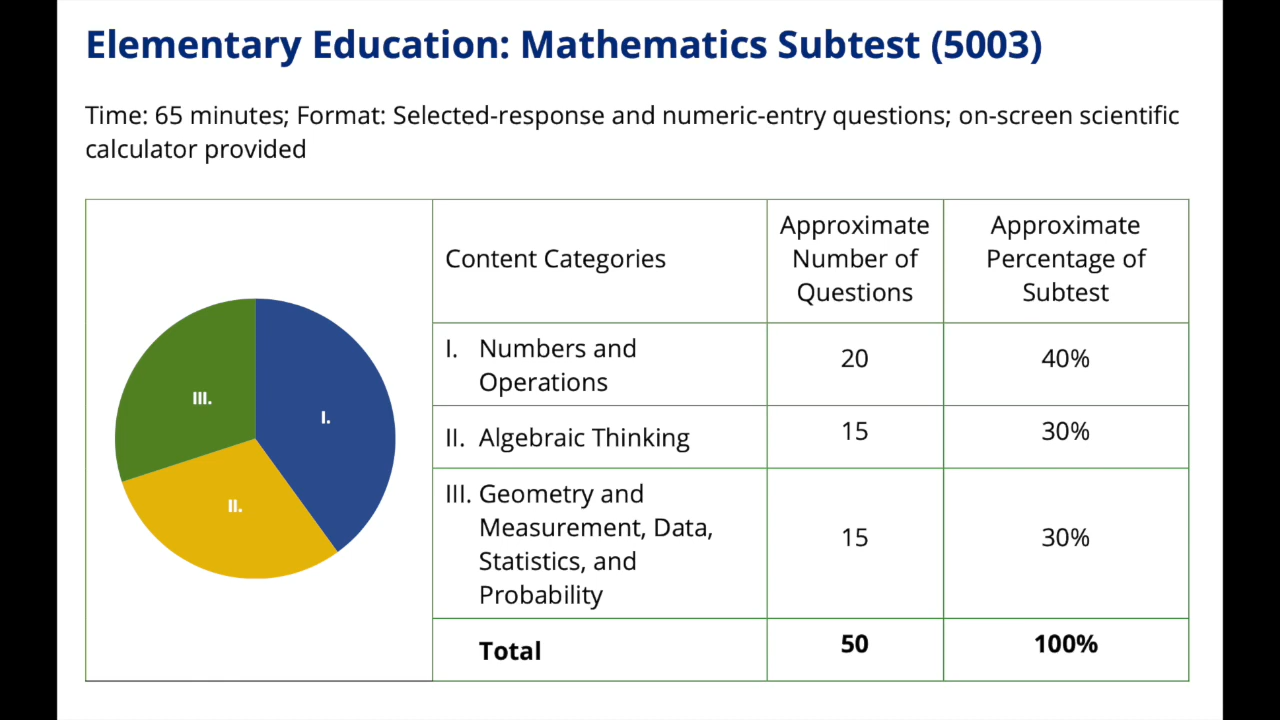 Elementary Education: Mathematics Subtest (5003)
Time: 65 minutes; Format: Selected-response and numeric-entry questions; on-screen scientific
calculator provided
Content Categories
Approximate
Number of
Questions
Approximate
Percentage of
Subtest
I. Numbers and
Operations
20
40%
II. Algebraic Thinking
15
30%
III. Geometry and
Measurement, Data,
Statistics, and
Probability
15
30%
Total
50
100%
I.
II.
III.